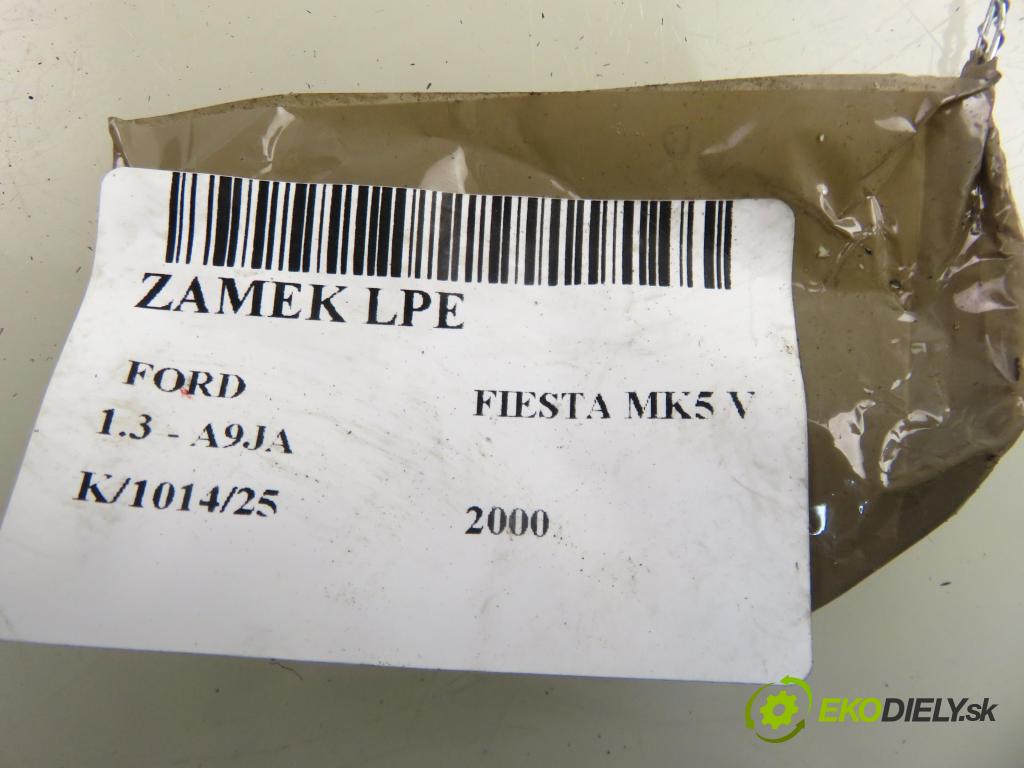 ZAMEK LPE
FORD
FIESTA MK5 V
1.3 - A9JA
K/1014/25
2000
EKODIELY.sk